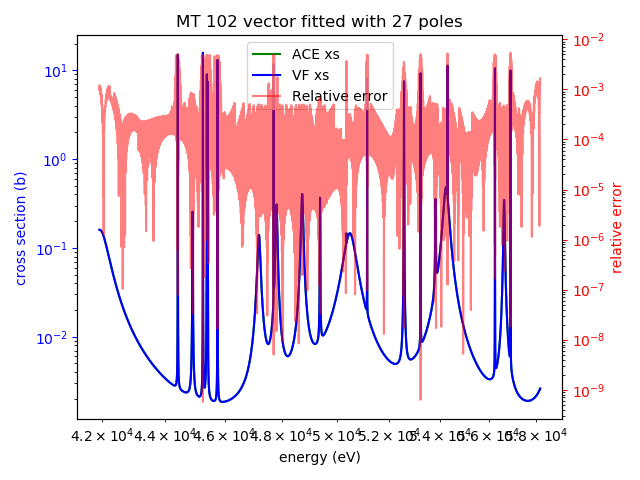 MT 102 vector fitted with 27 poles
ACE xs
VF xs
Relative error
cross section (b)
10¹
10⁰
10⁻¹
10⁻²
relative error
10⁻²
10⁻³
10⁻⁴
10⁻⁵
10⁻⁶
10⁻⁷
10⁻⁸
10⁻⁹
4.2 × 10⁴ 4.4 × 10⁴ 4.6 × 10⁴ 4.8 × 10⁴ 5 × 10⁴ 5.2 × 10⁴ 5.4 × 10⁴ 5.6 × 10⁴ 5.8 × 10⁴
energy (eV)